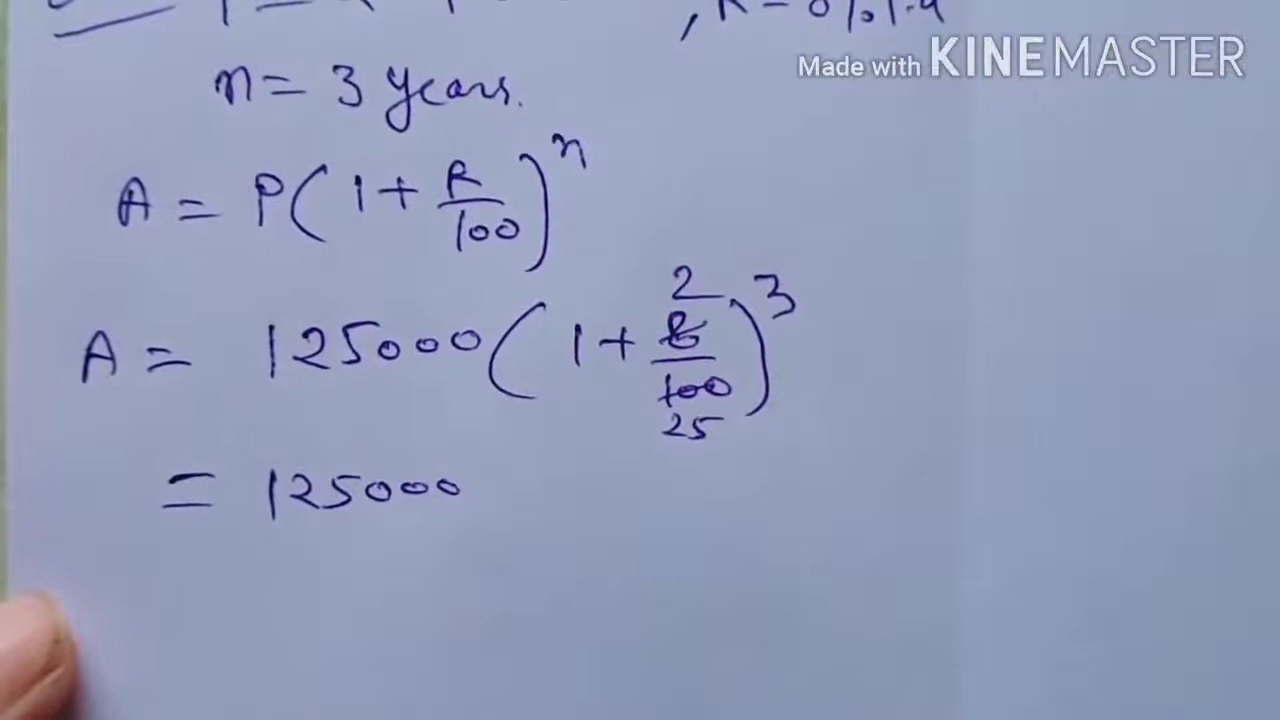 Made with KINEMASTER
n = 3 years.
A = P(1 + R/100)^n
A = 125000(1 + 8/100)^3 2 25
= 125000